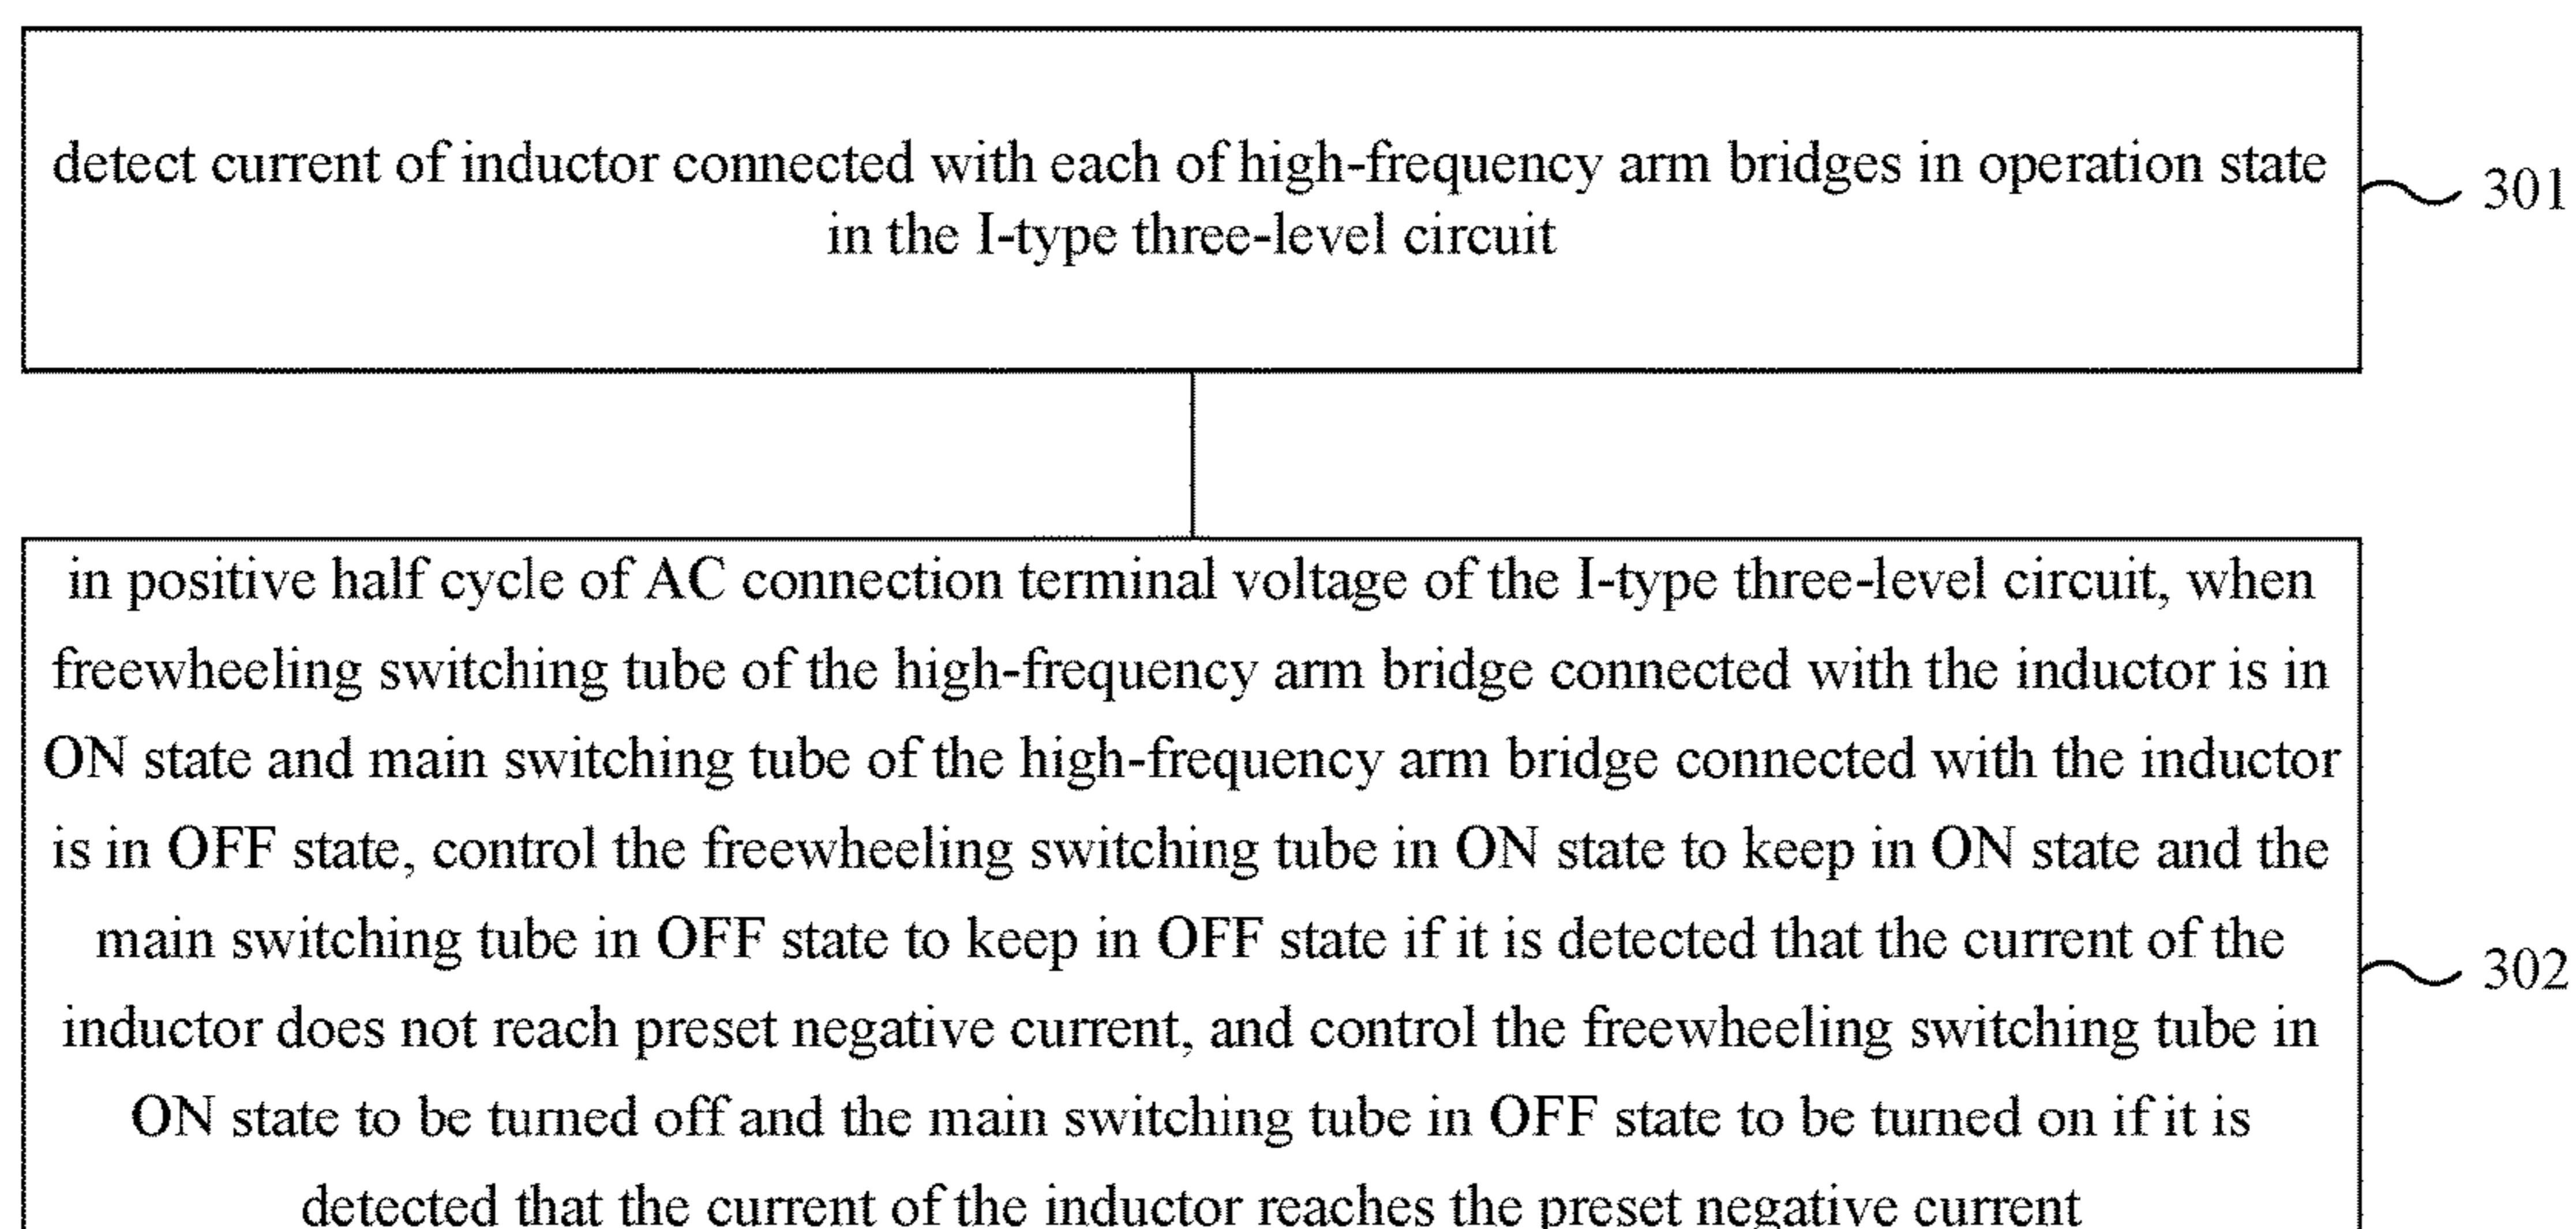 detect current of inductor connected with each of high-frequency arm bridges in operation state
in the I-type three-level circuit
301
in positive half cycle of AC connection terminal voltage of the I-type three-level circuit, when
freewheeling switching tube of the high-frequency arm bridge connected with the inductor is in
ON state and main switching tube of the high-frequency arm bridge connected with the inductor
is in OFF state, control the freewheeling switching tube in ON state to keep in ON state and the
main switching tube in OFF state to keep in OFF state if it is detected that the current of the
inductor does not reach preset negative current, and control the freewheeling switching tube in
ON state to be turned off and the main switching tube in OFF state to be turned on if it is
detected that the current of the inductor reaches the preset negative current
302